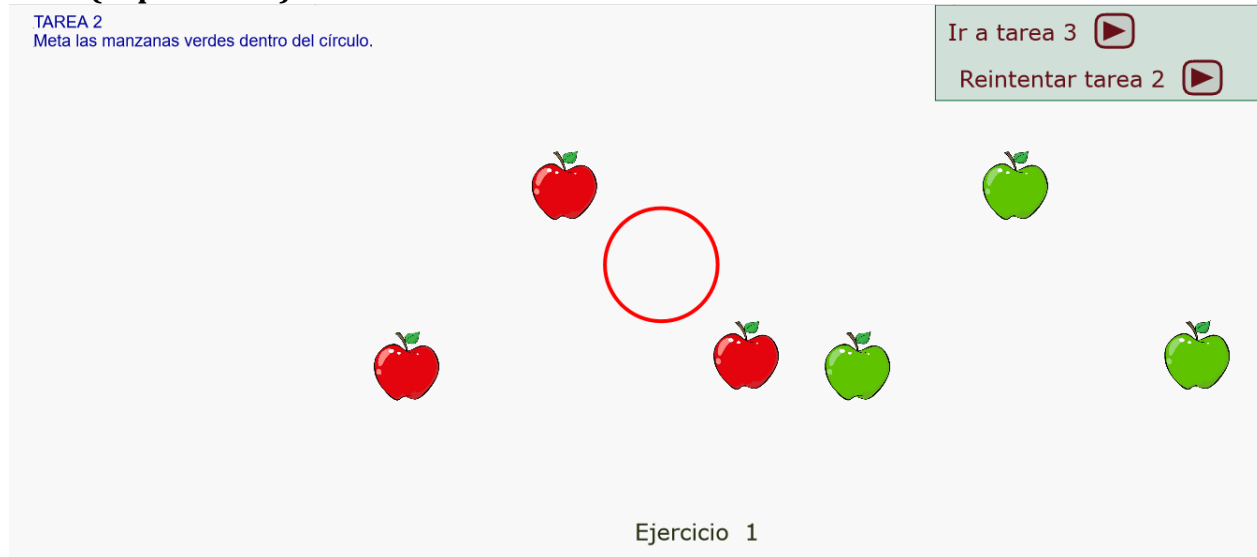 TAREA 2
Meta las manzanas verdes dentro del círculo.
Ir a tarea 3
Reintentar tarea 2
Ejercicio 1